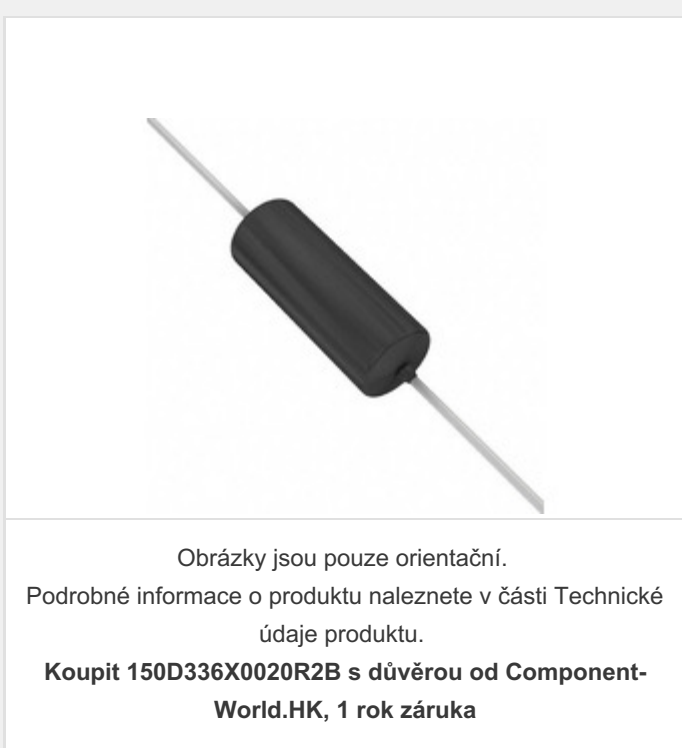 Obrázky jsou pouze orientační.
Podrobné informace o produktu naleznete v části Technické
údaje produktu.
Koupit 150D336X0020R2B s důvěrou od Component-
World.HK, 1 rok záruka